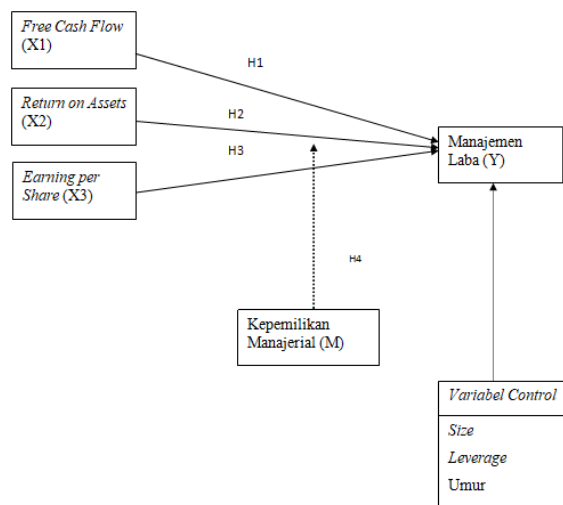 Free Cash Flow
(X1)
H1
Return on Assets
(X2)
H2
H3
Earning per
Share (X3)
Manajemen
Laba (Y)
H4
Kepemilikan
Manajerial (M)
Variabel Control
Size
Leverage
Umur